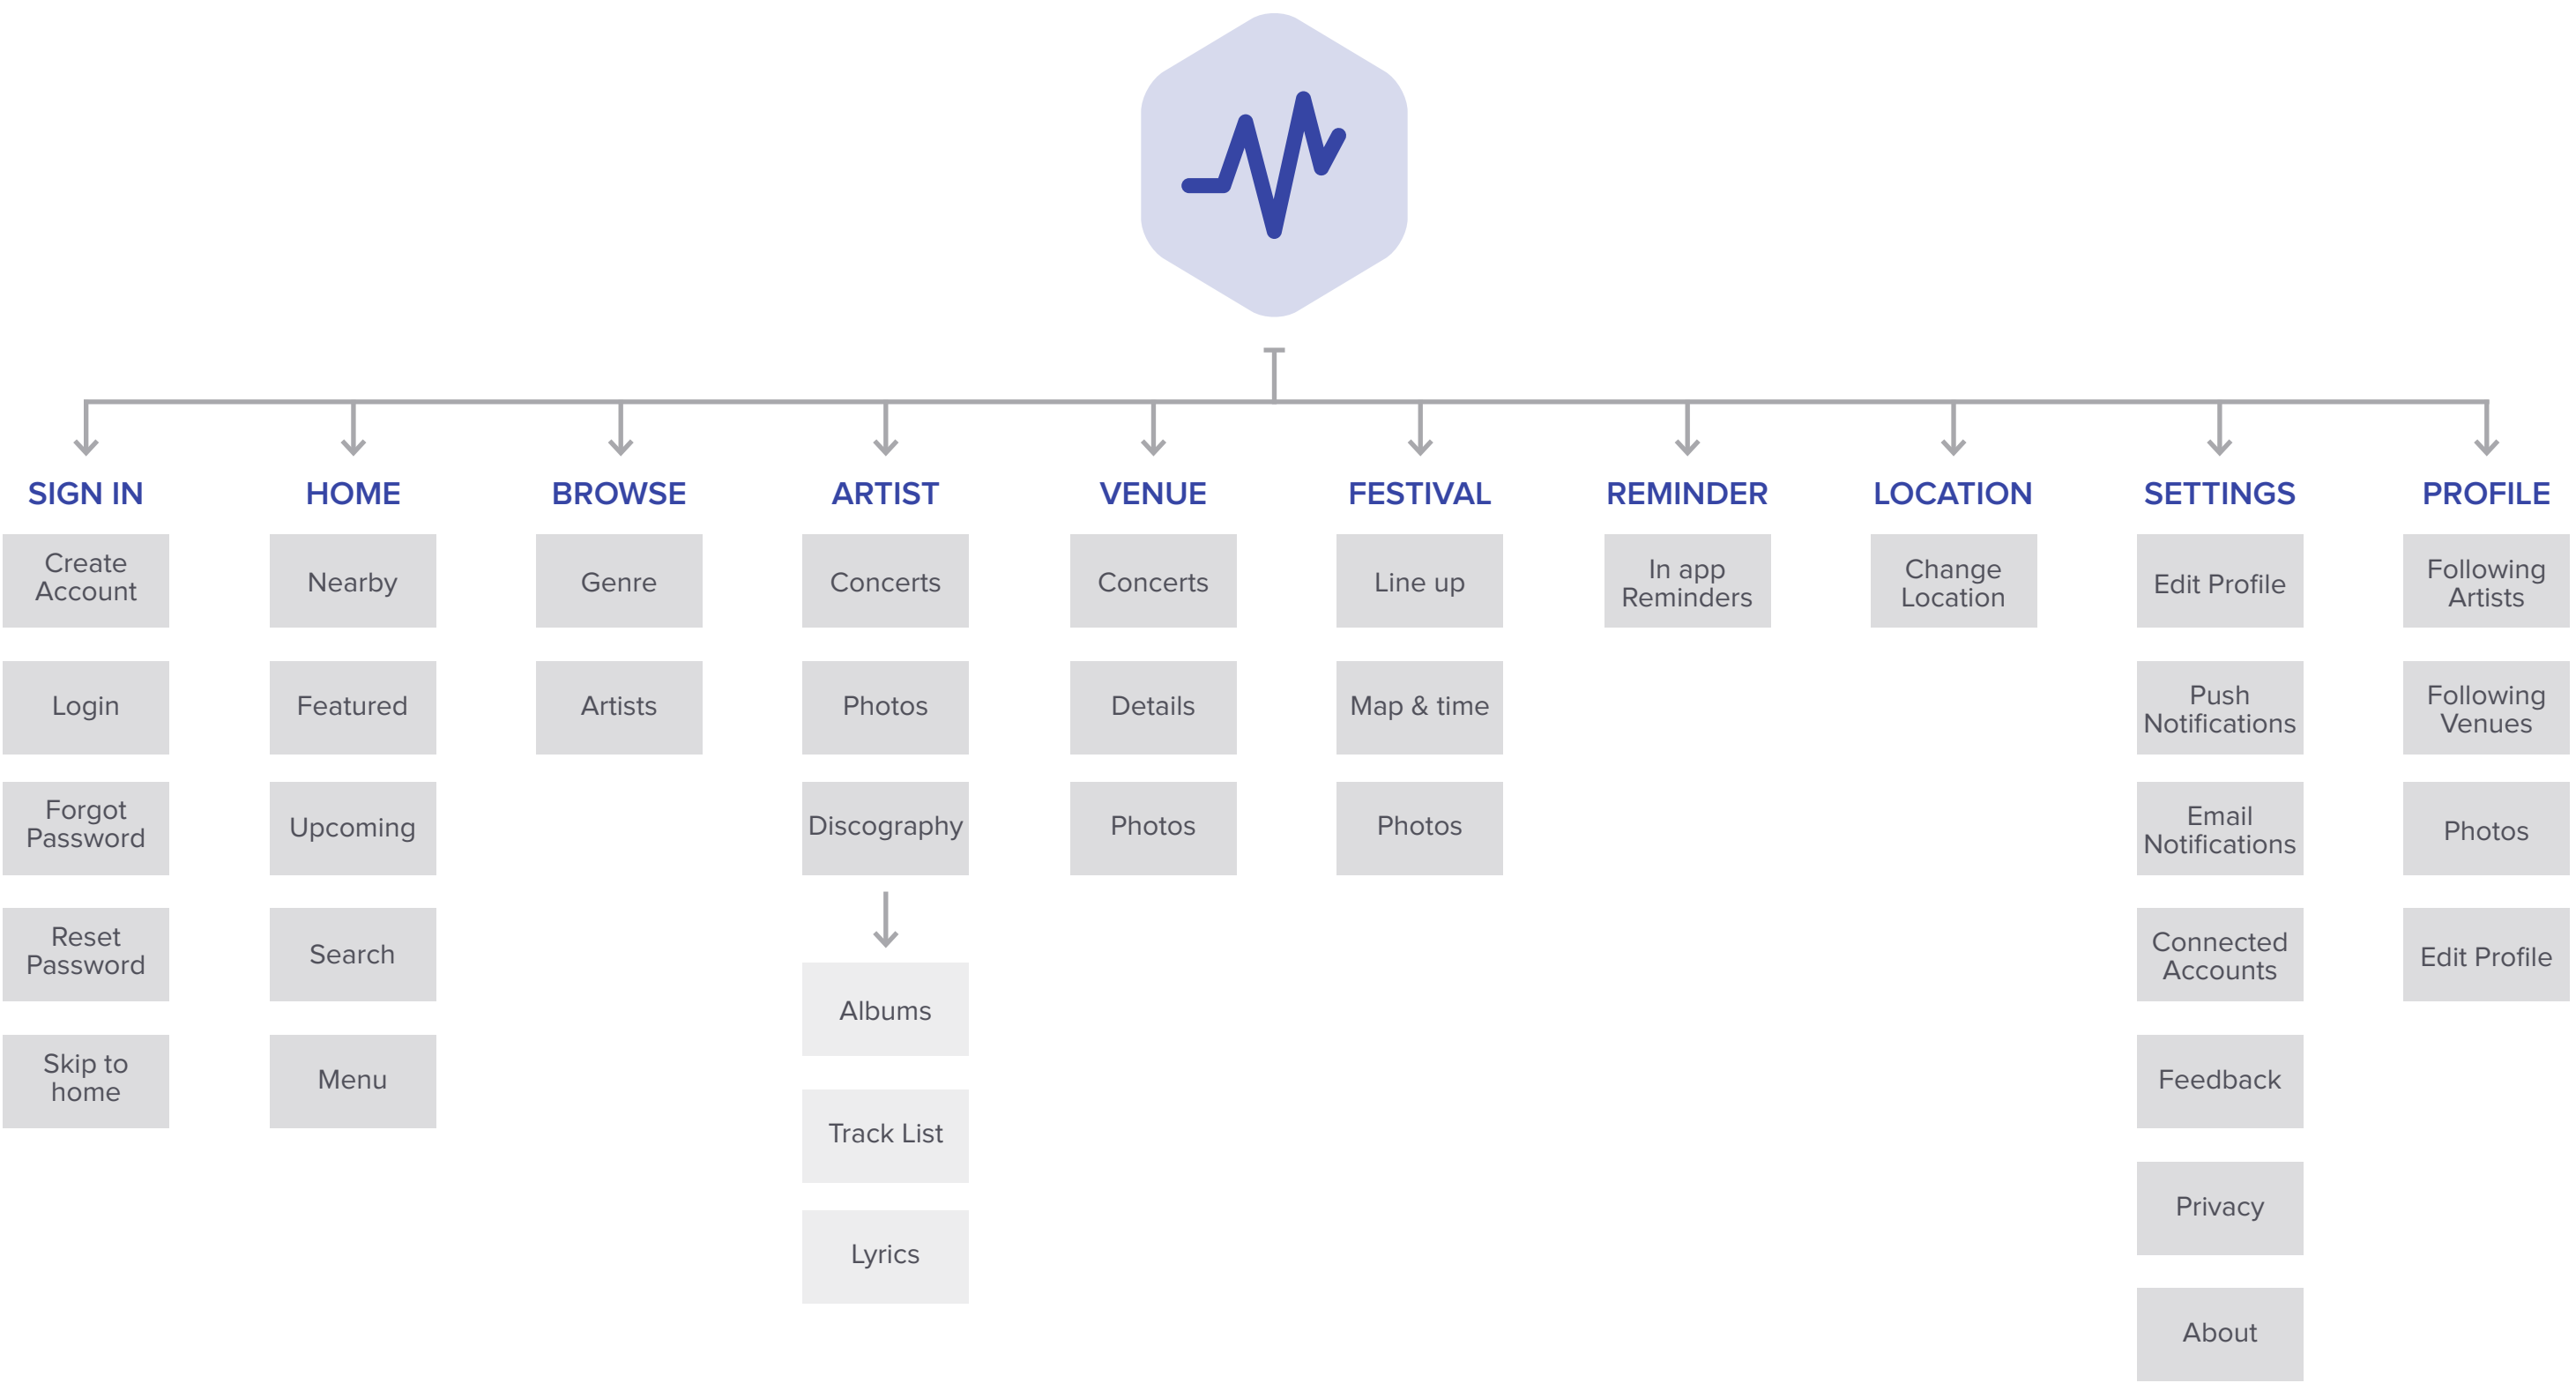 SIGN IN
HOME
BROWSE
ARTIST
VENUE
FESTIVAL
REMINDER
LOCATION
SETTINGS
PROFILE
Create
Account
Login
Forgot
Password
Reset
Password
Skip to
home
Nearby
Featured
Upcoming
Search
Menu
Genre
Artists
Concerts
Photos
Discography
Albums
Track List
Lyrics
Concerts
Details
Photos
Line up
Map & time
Photos
In app
Reminders
Change
Location
Edit Profile
Push
Notifications
Email
Notifications
Connected
Accounts
Feedback
Privacy
About
Following
Artists
Following
Venues
Photos
Edit Profile